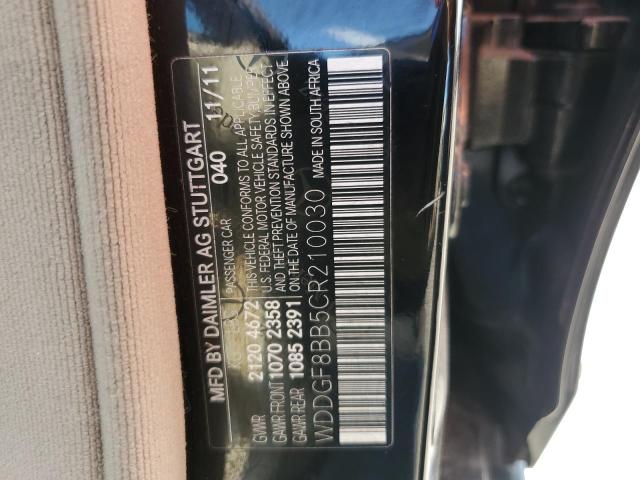 MFD BY DAIMLER AG STUTTGART
040 11/11
PASSENGER CAR
GVWR 2120 4672
GAWR FRONT 1070 2358
GAWR REAR 1085 2391
THIS VEHICLE CONFORMS TO ALL APPLICABLE
U.S. FEDERAL MOTOR VEHICLE SAFETY, BUMPER,
AND THEFT PREVENTION STANDARDS IN EFFECT
ON THE DATE OF MANUFACTURE SHOWN ABOVE.
WDDGF8BB5CR210030 MADE IN SOUTH AFRICA